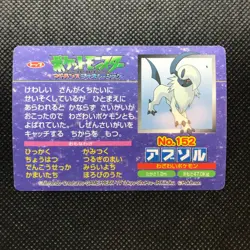 ポケットモンスター
けわしい さんがくちたいに
せいそくしているが ひとまえに
あらわれると かならず さいがいが
おこったので わざわいポケモンとも
よばれていた。しぜんさいがいを
キャッチする ちからを もつ。
ひっかく
かみつく
ちょうはつ
つるぎのまい
でんこうせっか
みらいよち
かまいたち
ほろびのうた
No.152
アブソル
わざわいポケモン